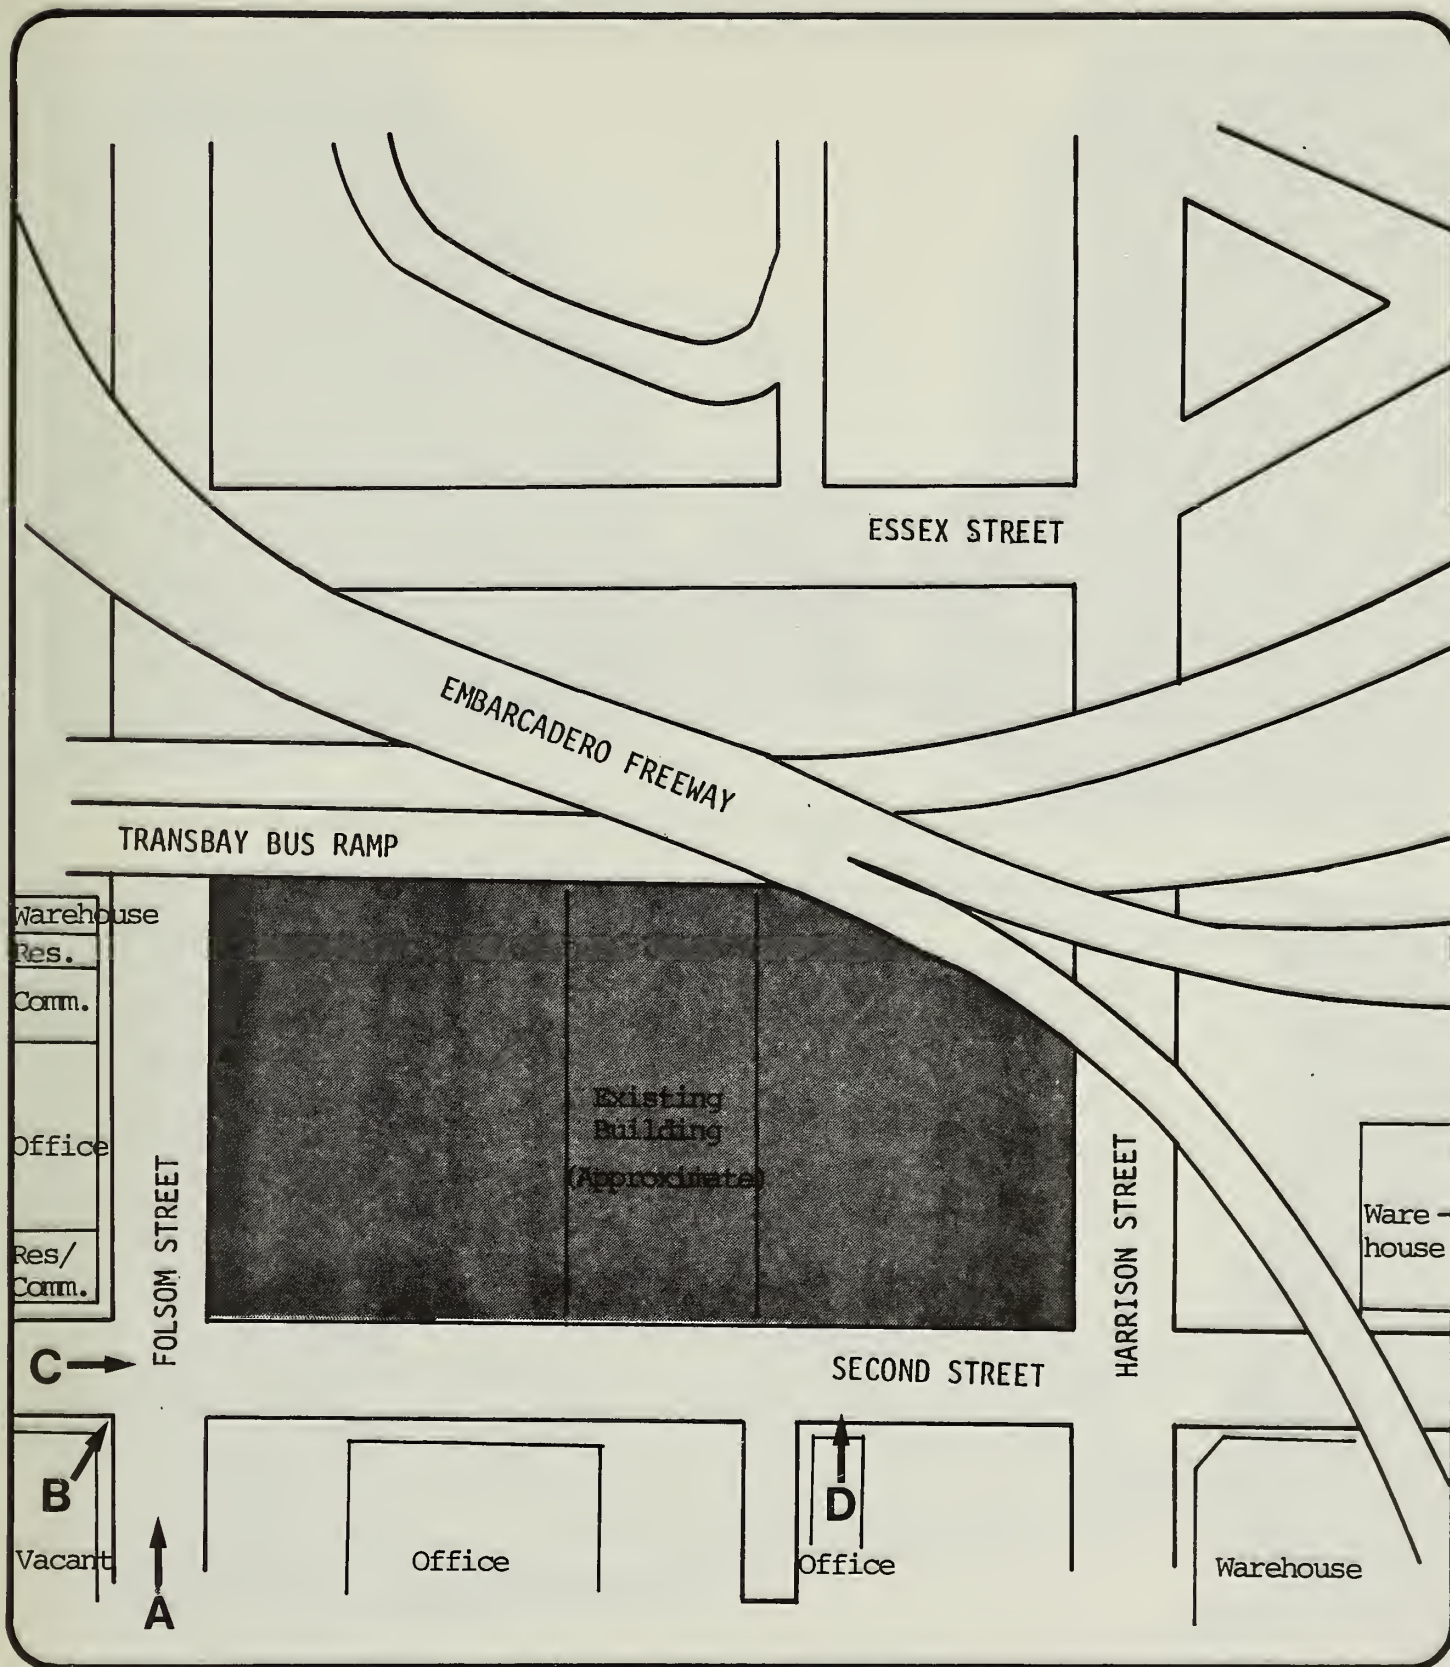 ESSEX STREET
EMBARCADERO FREEWAY
TRANSBAY BUS RAMP
Warehouse
Res.
Comm.
Existing
Building
(Approximate)
Office
FOLSOM STREET
HARRISON STREET
Ware-
house
Res/
Comm.
C
SECOND STREET
B
D
Vacant
Office
Office
Warehouse
A